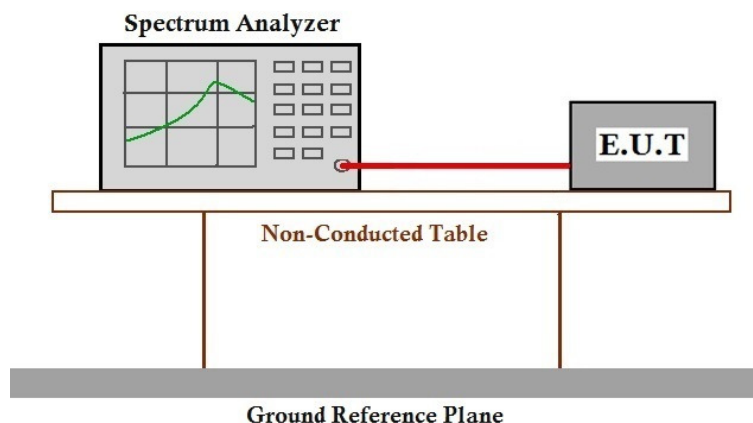 Spectrum Analyzer
E.U.T
Non-Conducted Table
Ground Reference Plane